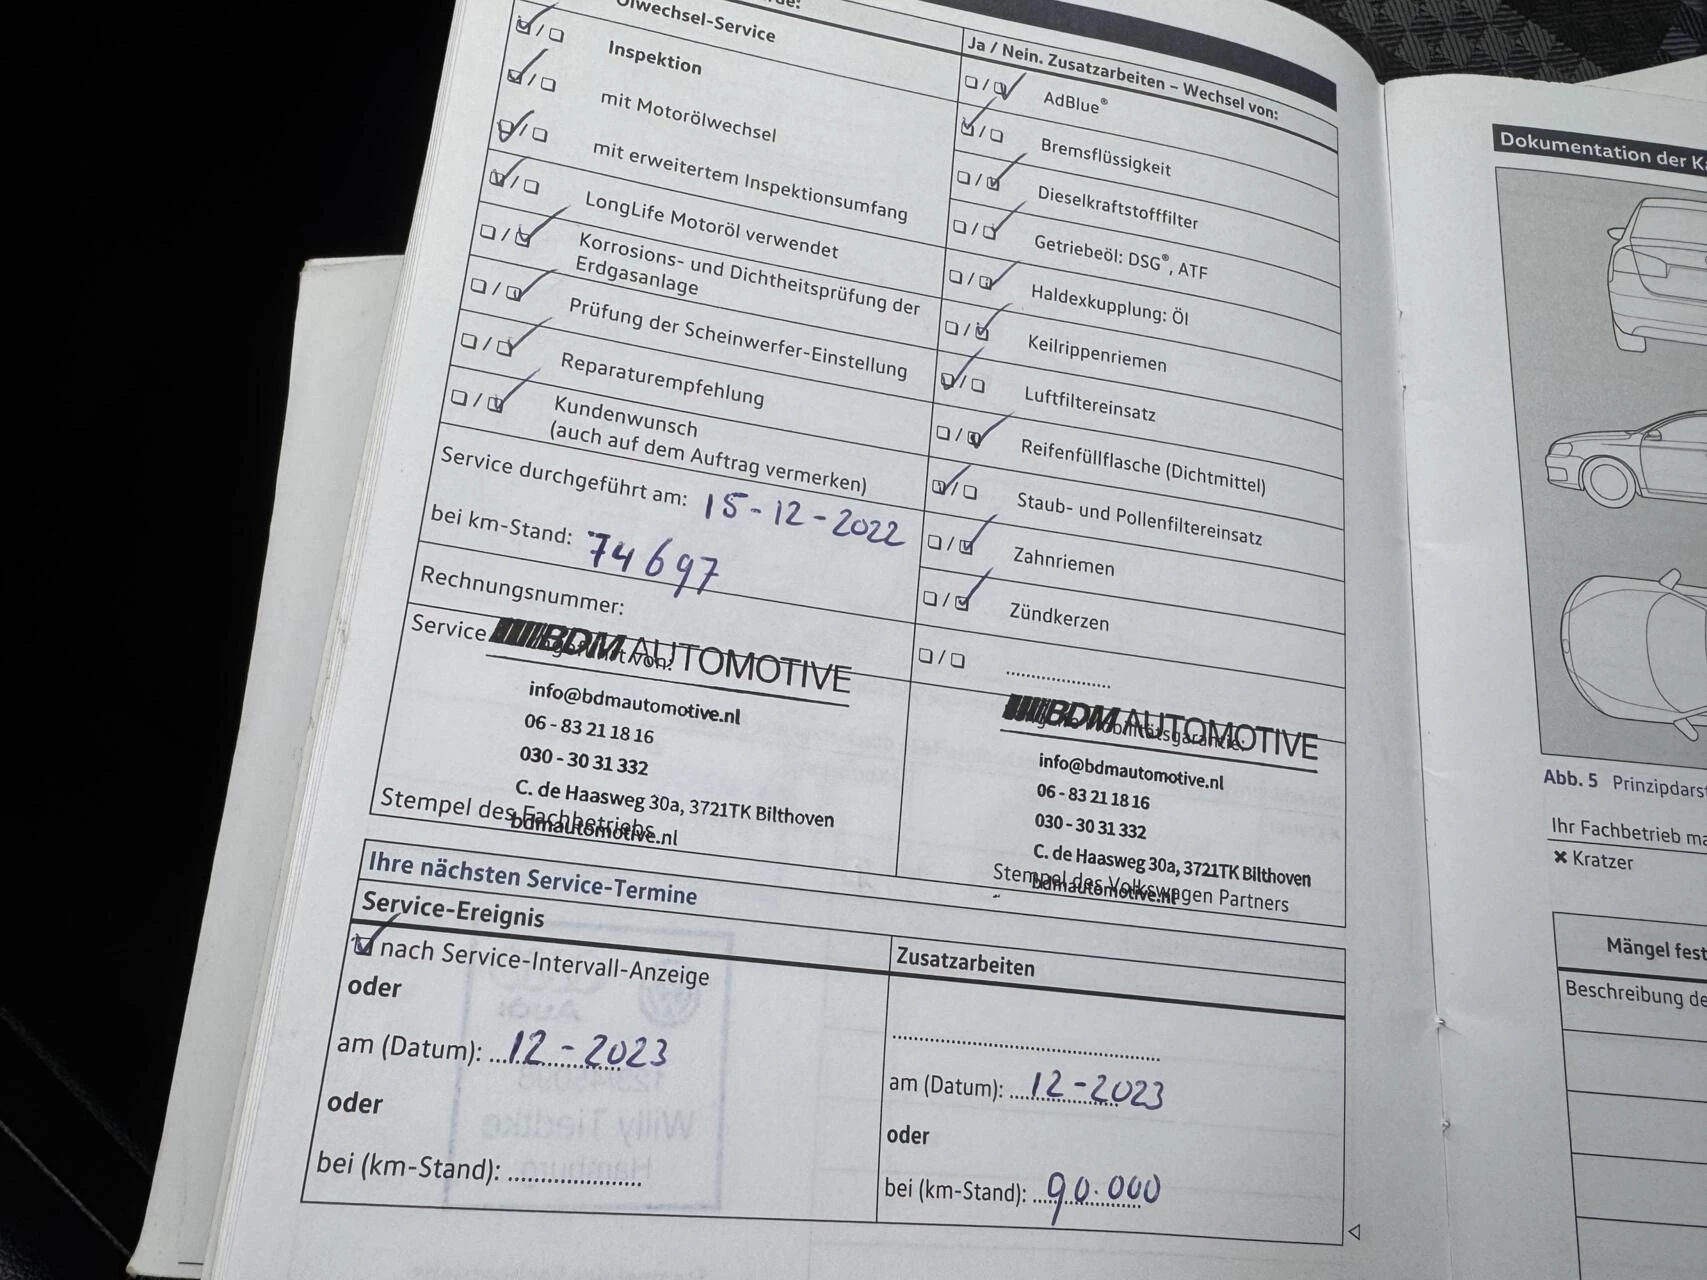 Ölwechsel-Service
Inspektion
mit Motorölwechsel
mit erweitertem Inspektionsumfang
LongLife Motoröl verwendet
Korrosions- und Dichtheitsprüfung der
Erdgasanlage
Prüfung der Scheinwerfer-Einstellung
Reparaturempfehlung
Kundenwunsch
(auch auf dem Auftrag vermerken)
Service durchgeführt am: 15-12-2022
bei km-Stand: 74697
Rechnungsnummer:
Service
BDM AUTOMOTIVE
info@bdmautomotive.nl
06 - 83 21 18 16
030 - 30 31 332
C. de Haasweg 30a, 3721TK Bilthoven
bdmautomotive.nl
Stempel des Fachbetriebs
Ja / Nein. Zusatzarbeiten – Wechsel von:
AdBlue®
Bremsflüssigkeit
Dieselkraftstofffilter
Getriebeöl: DSG®, ATF
Haldexkupplung: Öl
Keilrippenriemen
Luftfiltereinsatz
Reifenfüllflasche (Dichtmittel)
Staub- und Pollenfiltereinsatz
Zahnriemen
Zündkerzen
....................
BDM AUTOMOTIVE
Mobilitätsgarantie:
info@bdmautomotive.nl
06 - 83 21 18 16
030 - 30 31 332
C. de Haasweg 30a, 3721TK Bilthoven
bdmautomotive.nl
Stempel des Volkswagen Partners
Ihre nächsten Service-Termine
Service-Ereignis
nach Service-Intervall-Anzeige
oder
am (Datum): 12-2023
oder
bei (km-Stand): ....................
Zusatzarbeiten
am (Datum): 12-2023
oder
bei (km-Stand): 90.000
Dokumentation der
Abb. 5 Prinzipdars
Ihr Fachbetrieb
✖ Kratzer
Mängel fest
Beschreibung de